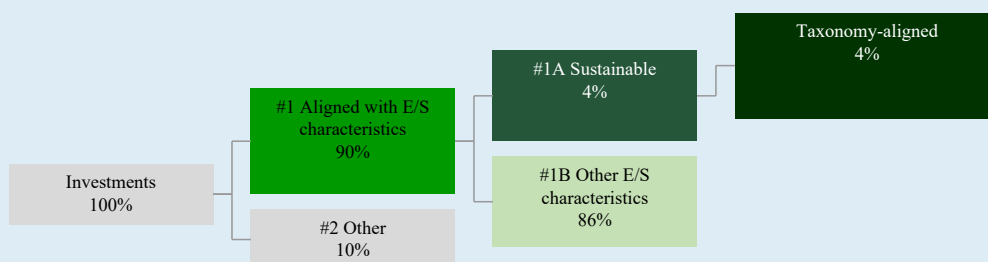 Investments
100%
#1 Aligned with E/S
characteristics
90%
#2 Other
10%
#1A Sustainable
4%
#1B Other E/S
characteristics
86%
Taxonomy-aligned
4%